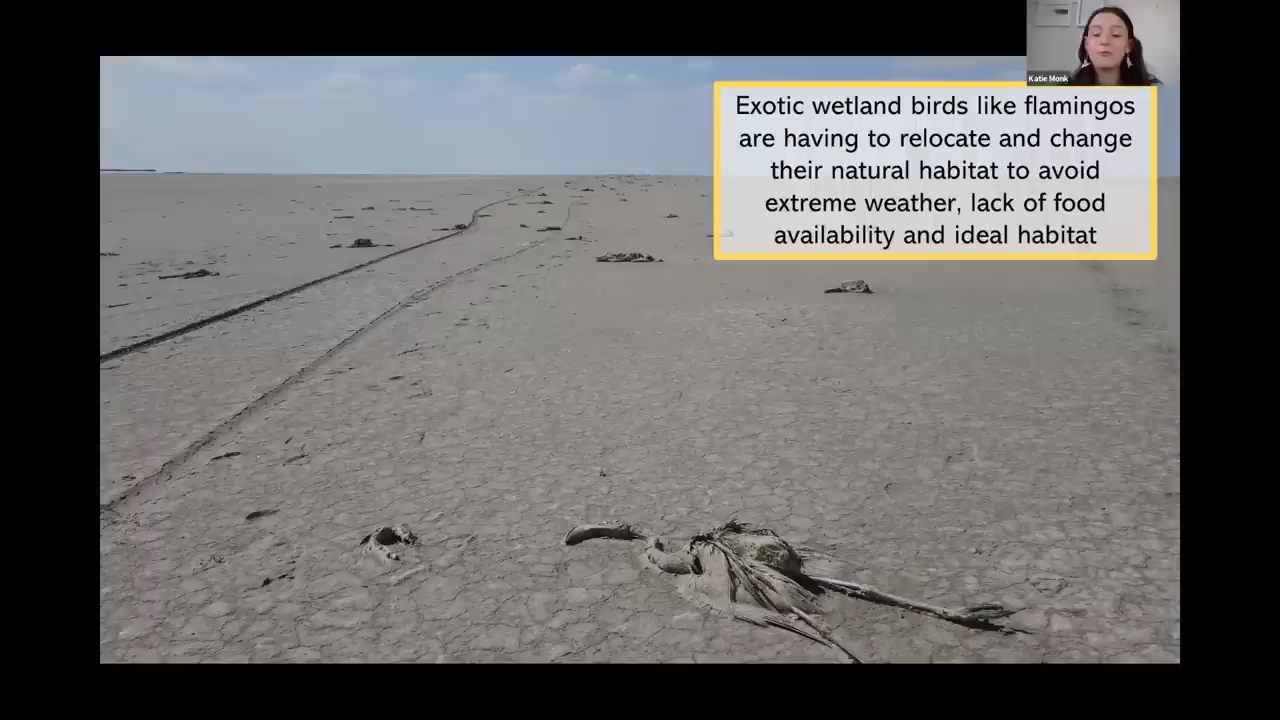 Katie Monk
Exotic wetland birds like flamingos
are having to relocate and change
their natural habitat to avoid
extreme weather, lack of food
availability and ideal habitat